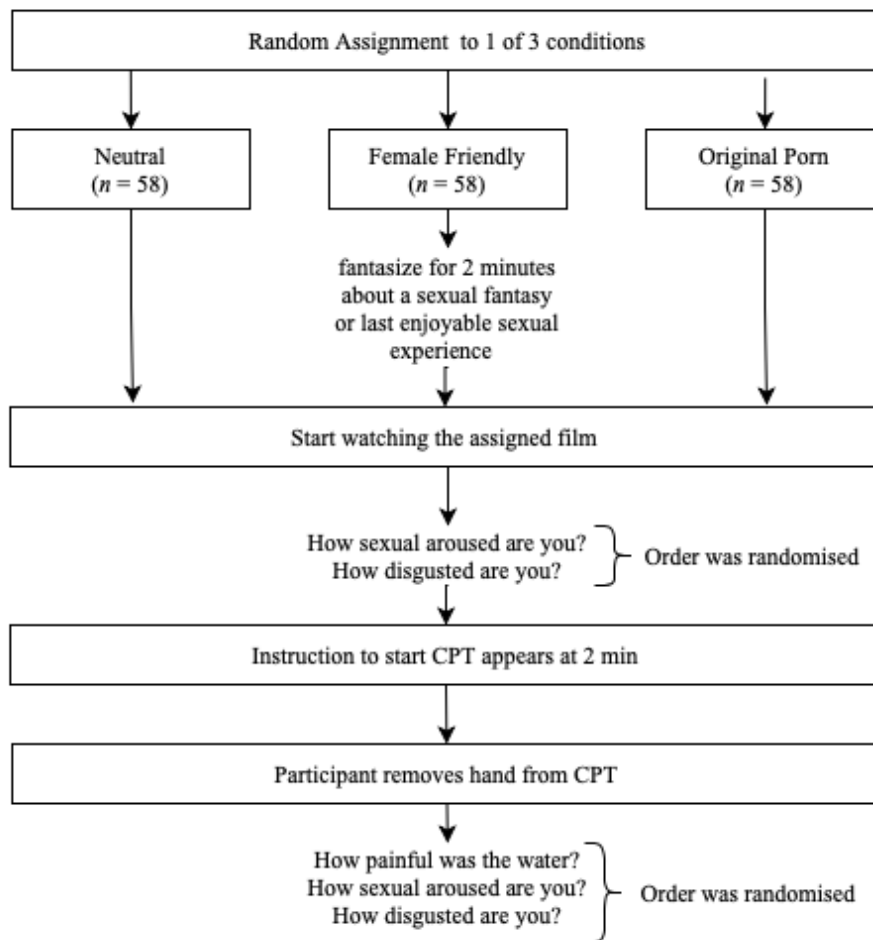 Random Assignment to 1 of 3 conditions
Neutral
(n = 58)
Female Friendly
(n = 58)
Original Porn
(n = 58)
fantasize for 2 minutes
about a sexual fantasy
or last enjoyable sexual
experience
Start watching the assigned film
How sexual aroused are you?
How disgusted are you?
Order was randomised
Instruction to start CPT appears at 2 min
Participant removes hand from CPT
How painful was the water?
How sexual aroused are you?
How disgusted are you?
Order was randomised